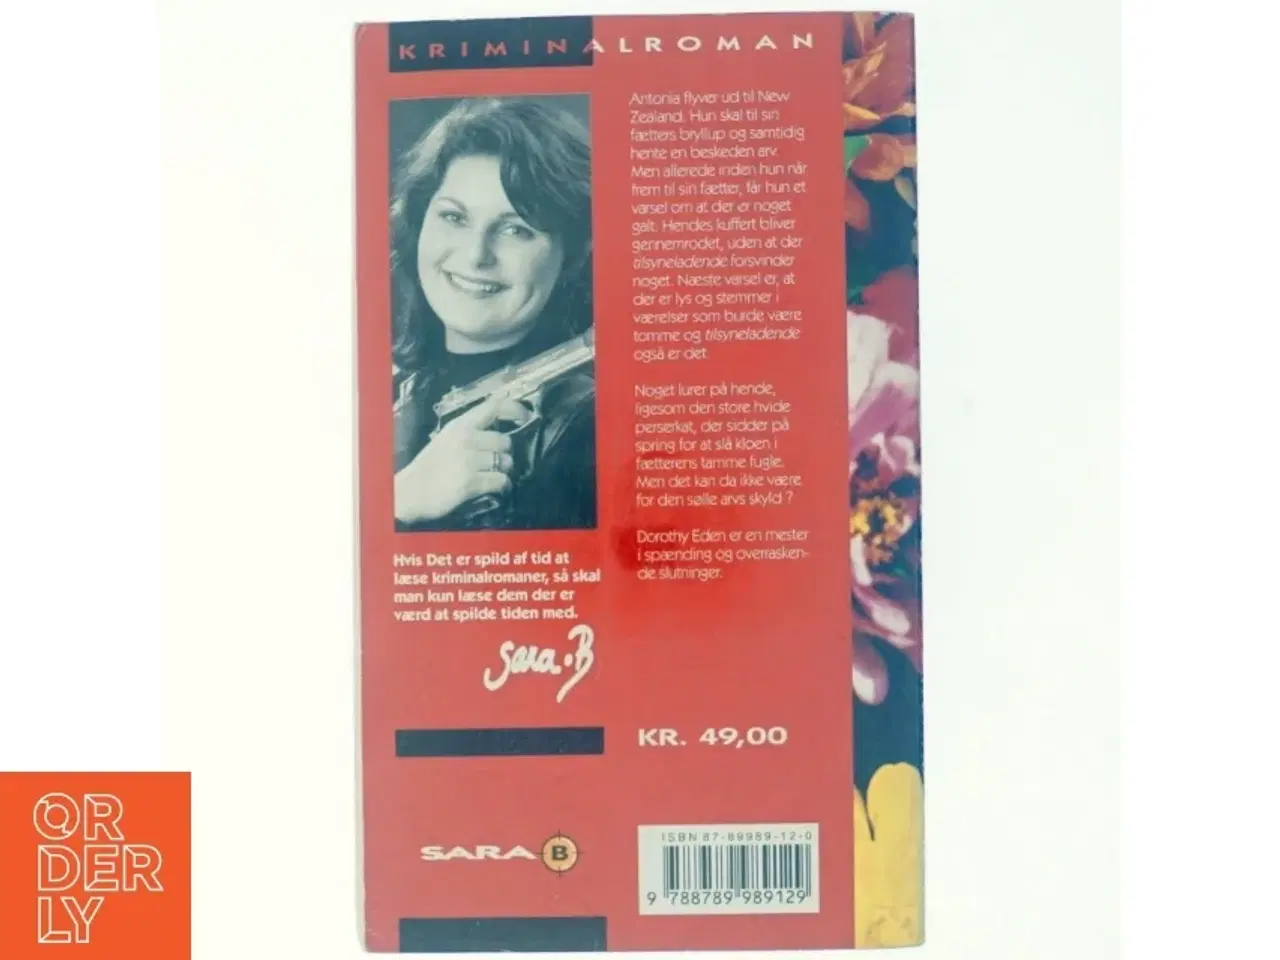 KRIMINALROMAN
Antonia flyver ud til New
Zealand. Hun skal til sin
fætters bryllup og samtidig
hente en beskeden arv.
Men allerede inden hun når
frem til sin fætter, får hun et
varsel om at der er noget
galt. Hendes kuffert bliver
gennemrodet, uden at der
tilsyneladende forsvinder
noget. Næste varsel er, at
der er lys og stemmer i
værelser som burde være
tomme og tilsyneladende
også er det.
Noget lurer på hende,
ligesom den store hvide
perserkat, der sidder på
spring for at slå kloen i
fætterens tamme fugle.
Men det kan da ikke være
for den sølle arvs skyld ?
Dorothy Eden er en mester
i spænding og overrasken-
de slutninger.
Hvis Det er spild af tid at
læse kriminalromaner, så skal
man kun læse dem der er
værd at spilde tiden med.
Sara·B
KR. 49,00
SARA B
ISBN 87-89989-12-0
9 788789 989129
OR
DER
LY